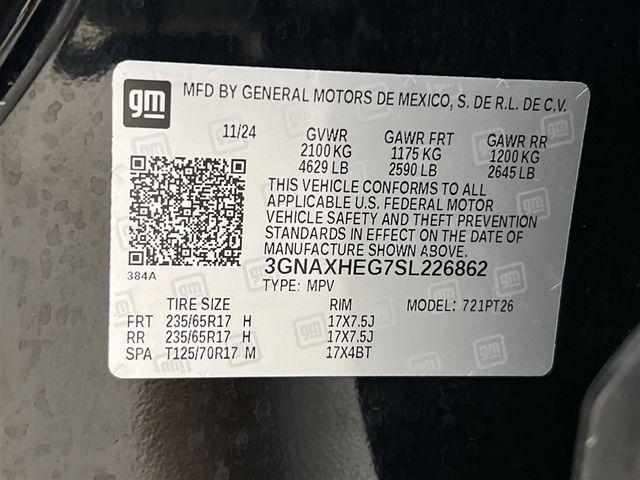 gm MFD BY GENERAL MOTORS DE MEXICO, S. DE R.L. DE C.V.
11/24 GVWR GAWR FRT GAWR RR
2100 KG 1175 KG 1200 KG
4629 LB 2590 LB 2645 LB
THIS VEHICLE CONFORMS TO ALL
APPLICABLE U.S. FEDERAL MOTOR
VEHICLE SAFETY AND THEFT PREVENTION
STANDARDS IN EFFECT ON THE DATE OF
MANUFACTURE SHOWN ABOVE.
384A 3GNAXHEG7SL226862
TYPE: MPV
TIRE SIZE RIM MODEL: 721PT26
FRT 235/65R17 H 17X7.5J
RR 235/65R17 H 17X7.5J
SPA T125/70R17 M 17X4BT